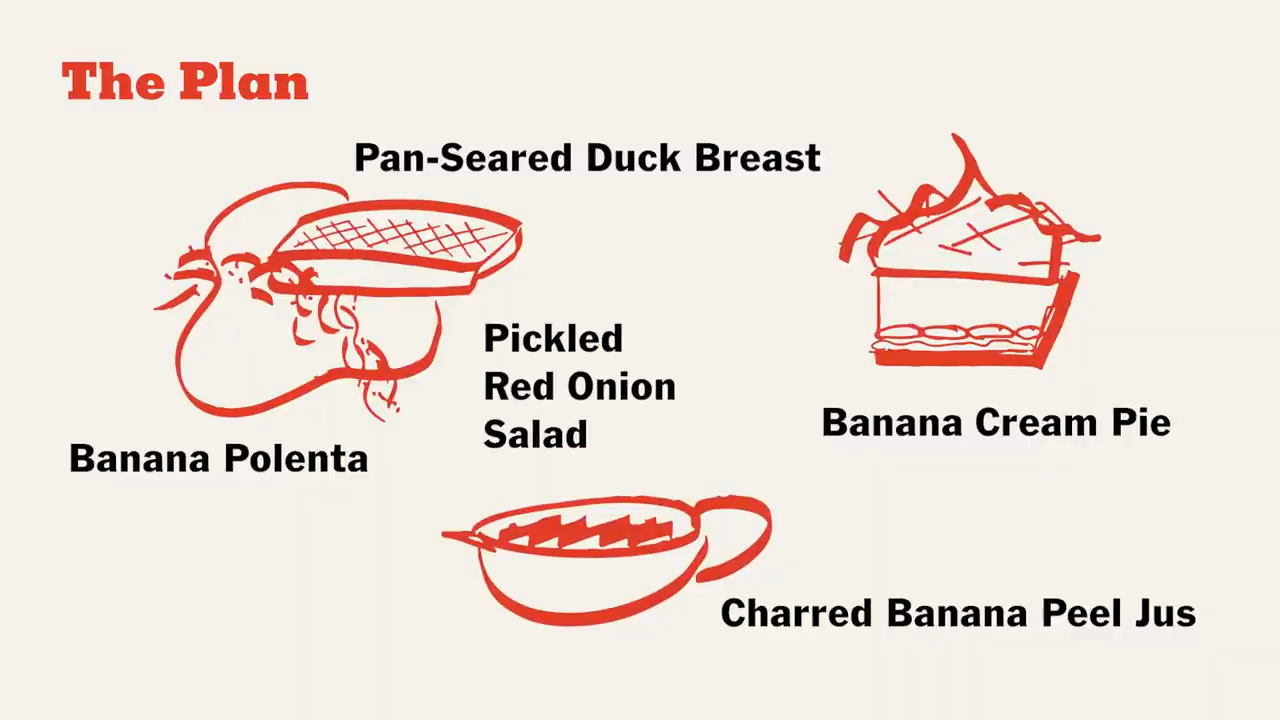 The Plan
Pan-Seared Duck Breast
Pickled
Red Onion
Salad
Banana Cream Pie
Banana Polenta
Charred Banana Peel Jus